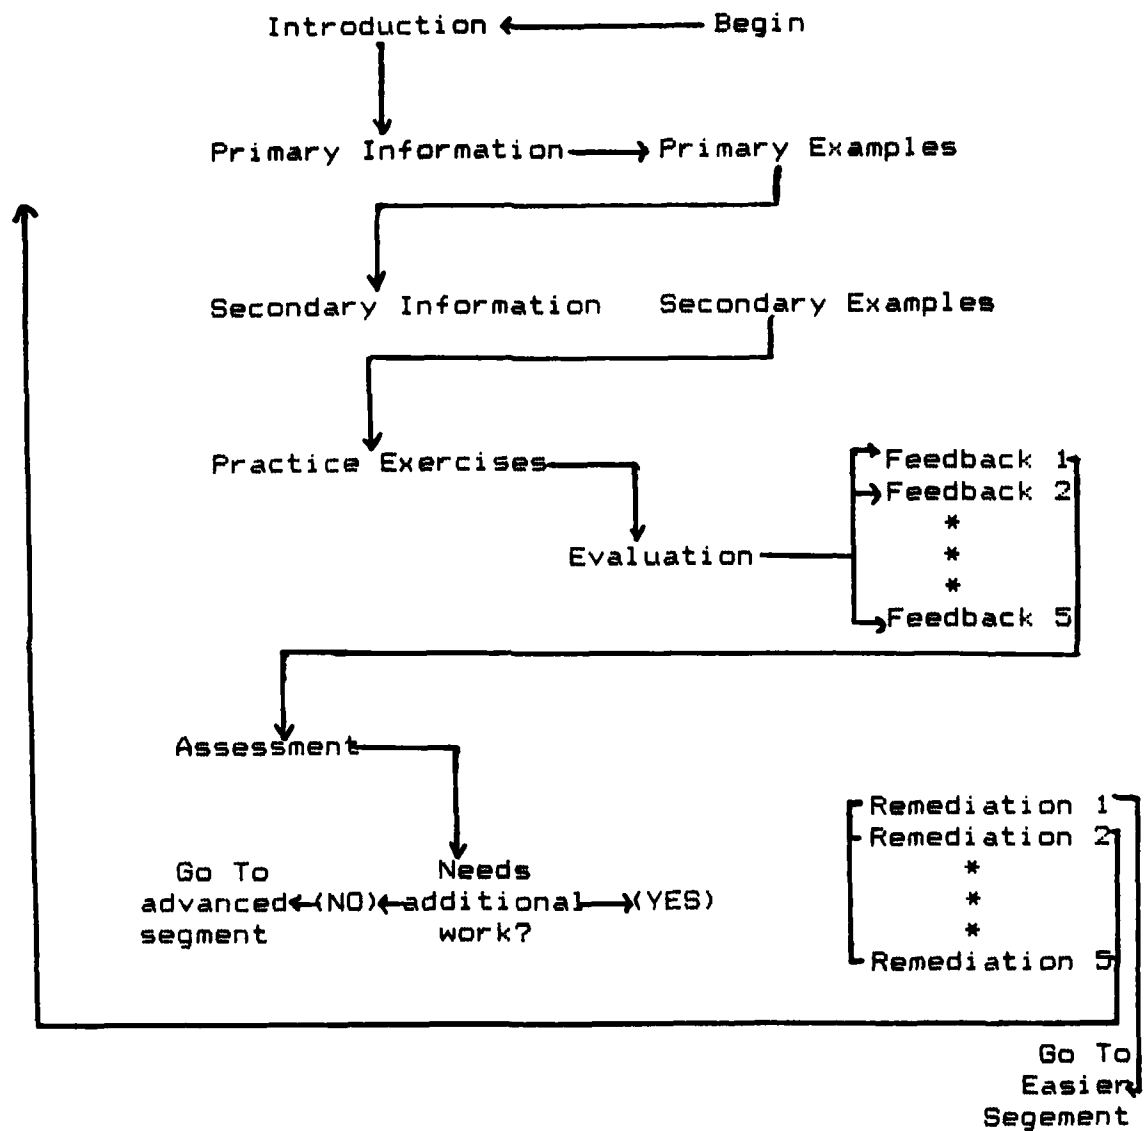 Introduction Begin
Primary Information Primary Examples
Secondary Information Secondary Examples
Practice Exercises
Feedback 1
Feedback 2
*
*
*
Feedback 5
Evaluation
Assessment
Needs
additional
work?
(NO)
Go To
advanced
segment
(YES)
Remediation 1
Remediation 2
*
*
*
Remediation 5
Go To
Easier
Segement